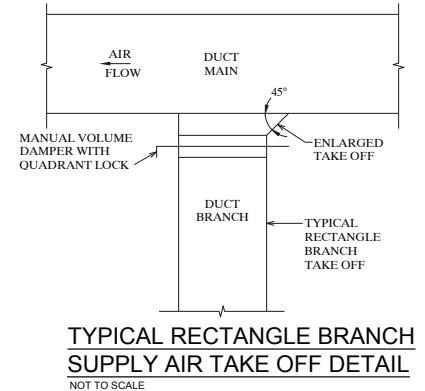 AIR
FLOW
DUCT
MAIN
45°
MANUAL VOLUME
DAMPER WITH
QUADRANT LOCK
ENLARGED
TAKE OFF
DUCT
BRANCH
TYPICAL
RECTANGLE
BRANCH
TAKE OFF
TYPICAL RECTANGLE BRANCH
SUPPLY AIR TAKE OFF DETAIL
NOT TO SCALE